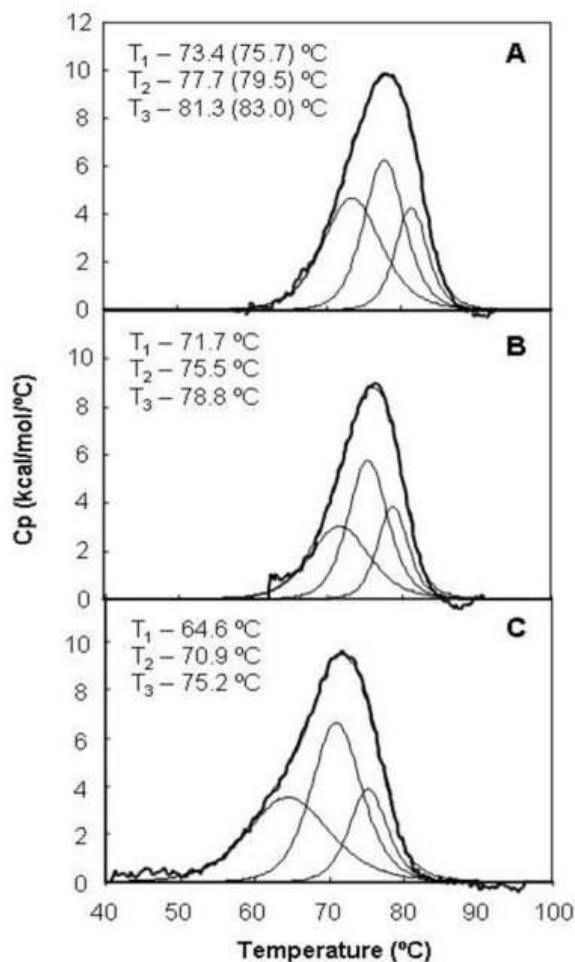 12
10
8
6
4
2
0
T1 – 73.4 (75.7) ºC
T2 – 77.7 (79.5) ºC
T3 – 81.3 (83.0) ºC
A
10
8
6
4
2
0
T1 – 71.7 ºC
T2 – 75.5 ºC
T3 – 78.8 ºC
B
10
8
6
4
2
0
T1 – 64.6 ºC
T2 – 70.9 ºC
T3 – 75.2 ºC
C
Cp (kcal/mol/ºC)
40 50 60 70 80 90 100
Temperature (ºC)